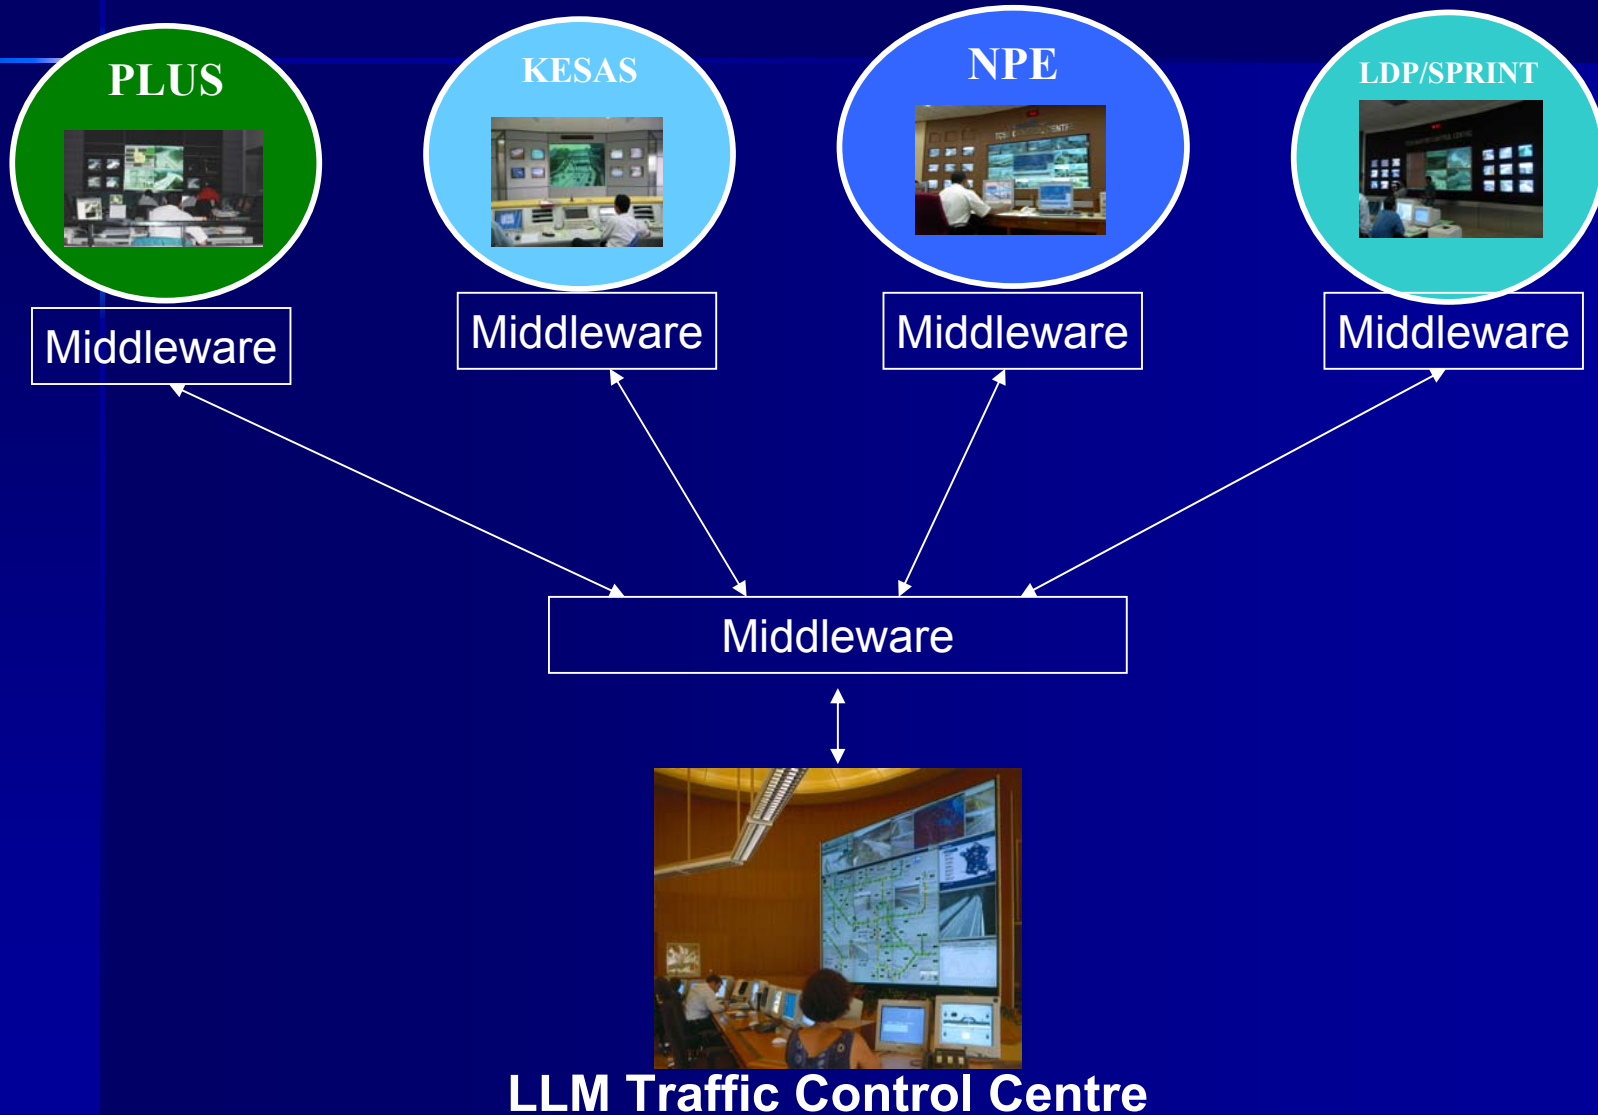 PLUS
KESAS
NPE
LDP/SPRINT
Middleware
Middleware
Middleware
Middleware
Middleware
LLM Traffic Control Centre